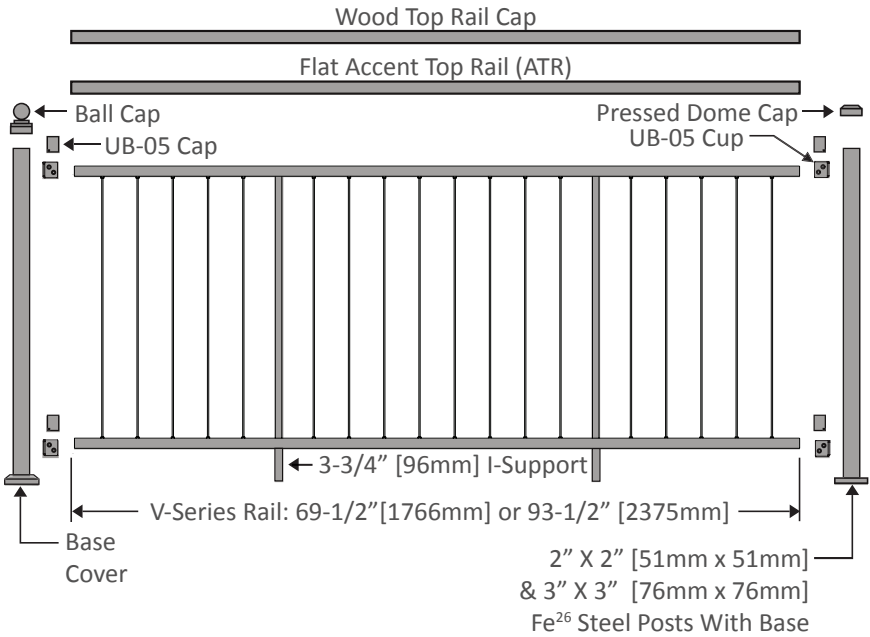 Wood Top Rail Cap
Flat Accent Top Rail (ATR)
Ball Cap
Pressed Dome Cap
UB-05 Cap
UB-05 Cup
3-3/4” [96mm] I-Support
V-Series Rail: 69-1/2”[1766mm] or 93-1/2” [2375mm]
Base
Cover
2” X 2” [51mm x 51mm]
& 3” X 3” [76mm x 76mm]
Fe²⁶ Steel Posts With Base